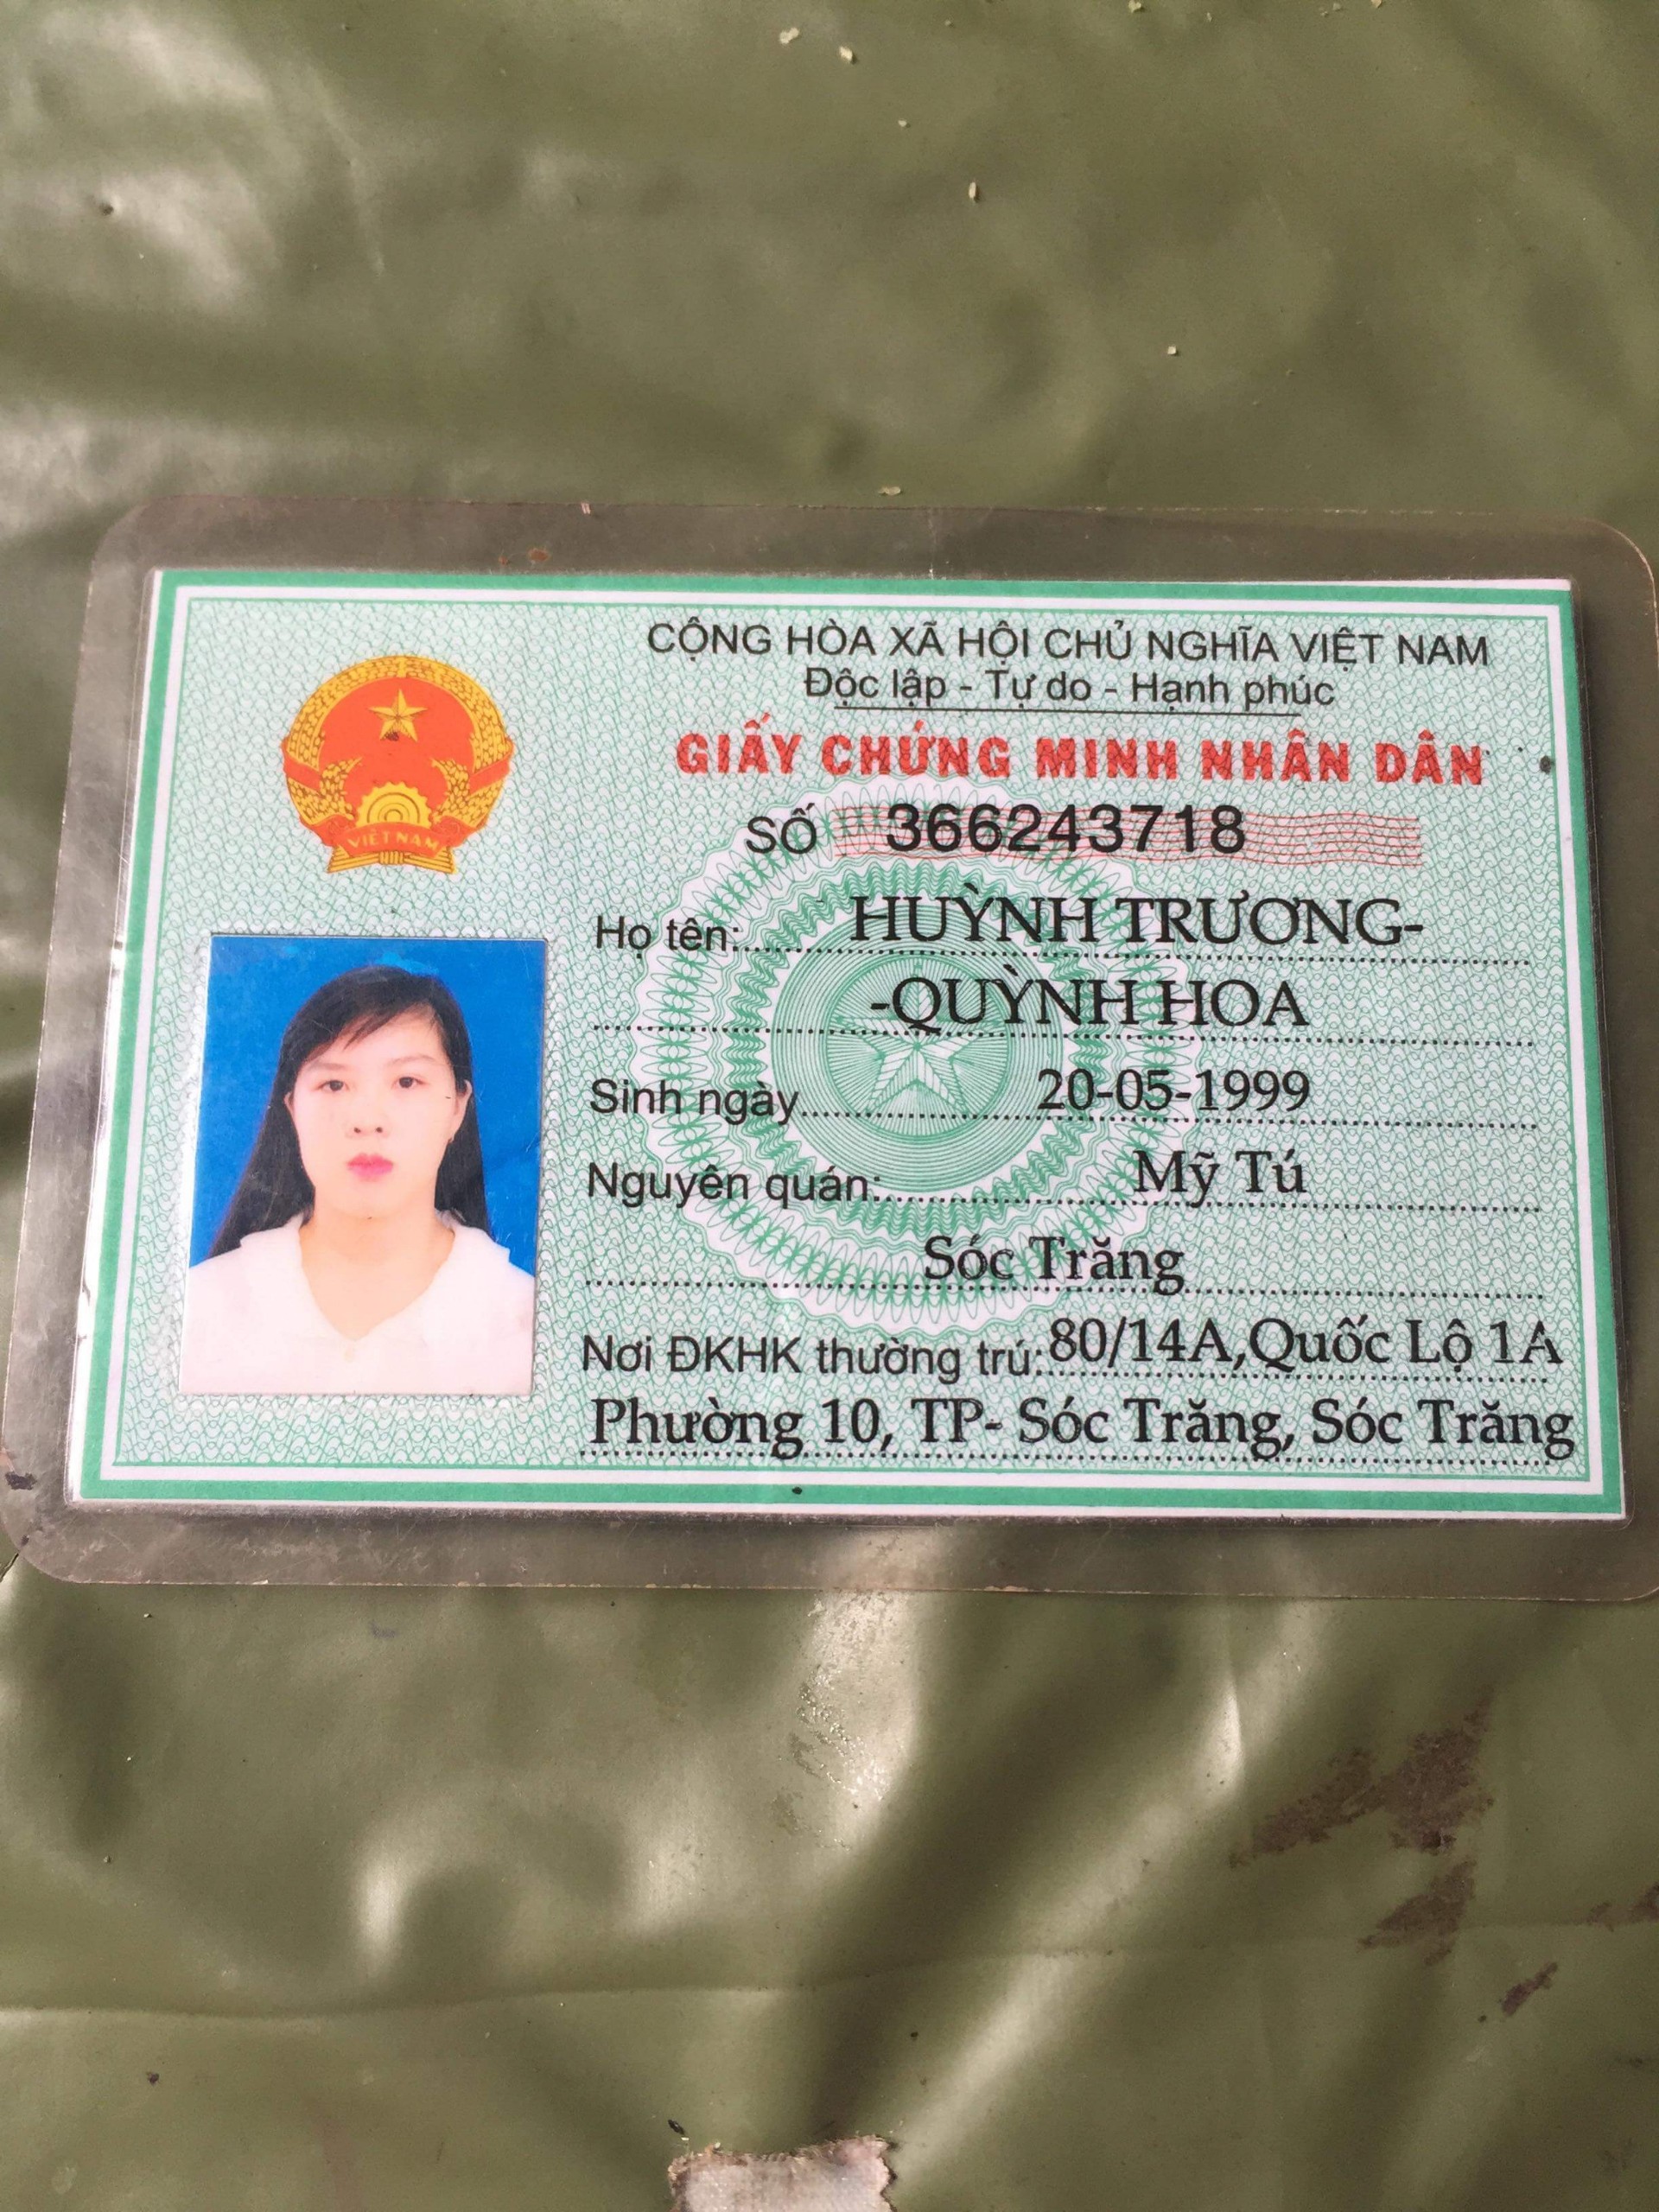 CỘNG HÒA XÃ HỘI CHỦ NGHĨA VIỆT NAM
Độc lập - Tự do - Hạnh phúc
GIẤY CHỨNG MINH NHÂN DÂN
SỐ 366243718
VIỆT NAM
Họ tên: HUỲNH TRƯƠNG-
-QUỲNH HOA
Sinh ngày 20-05-1999
Nguyên quán: Mỹ Tú
Sóc Trăng
Nơi ĐKHK thường trú: 80/14A,Quốc Lộ 1A
Phường 10, TP- Sóc Trăng, Sóc Trăng